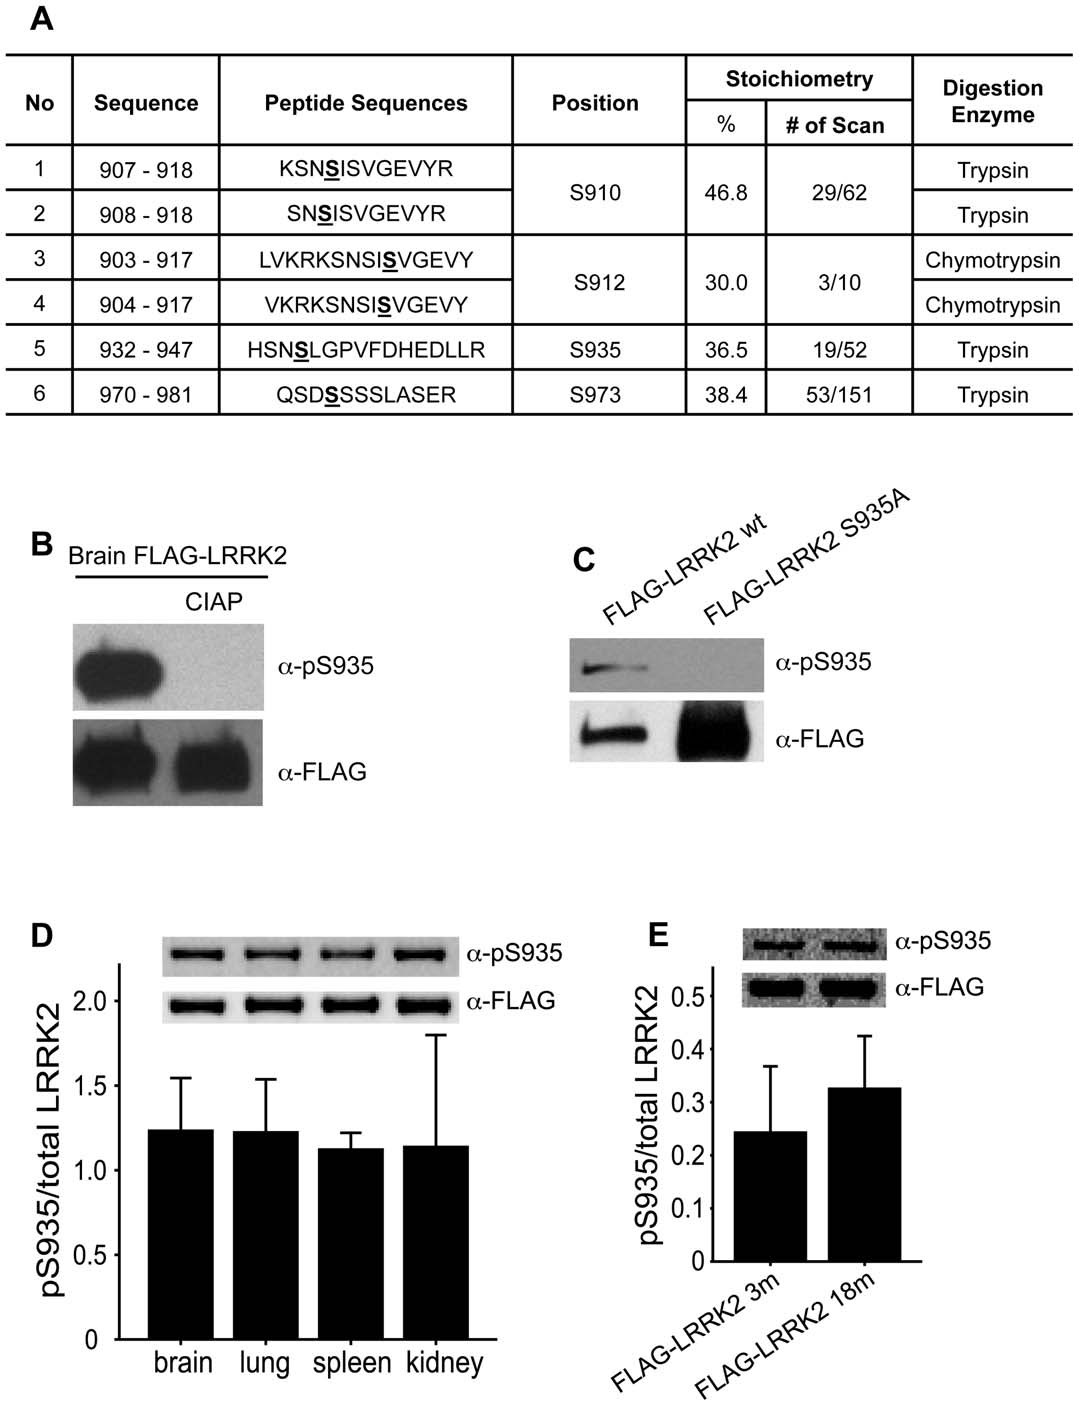 A
No Sequence Peptide Sequences Position Stoichiometry Digestion Enzyme
% # of Scan
1 907 - 918 KSNSISVGEVYR S910 46.8 29/62 Trypsin
2 908 - 918 SNSISVGEVYR Trypsin
3 903 - 917 LVKRKSNSISVGEVY S912 30.0 3/10 Chymotrypsin
4 904 - 917 VKRKSNSISVGEVY Chymotrypsin
5 932 - 947 HSNSLGPVFDHEDLLR S935 36.5 19/52 Trypsin
6 970 - 981 QSDSSSSLASER S973 38.4 53/151 Trypsin
B
Brain FLAG-LRRK2
CIAP
α-pS935
α-FLAG
C
FLAG-LRRK2 wt
FLAG-LRRK2 S935A
α-pS935
α-FLAG
D
α-pS935
α-FLAG
pS935/total LRRK2
2.0
1.5
1.0
0.5
0
brain lung spleen kidney
E
α-pS935
α-FLAG
pS935/total LRRK2
0.5
0.4
0.3
0.2
0.1
0
FLAG-LRRK2 3m
FLAG-LRRK2 18m